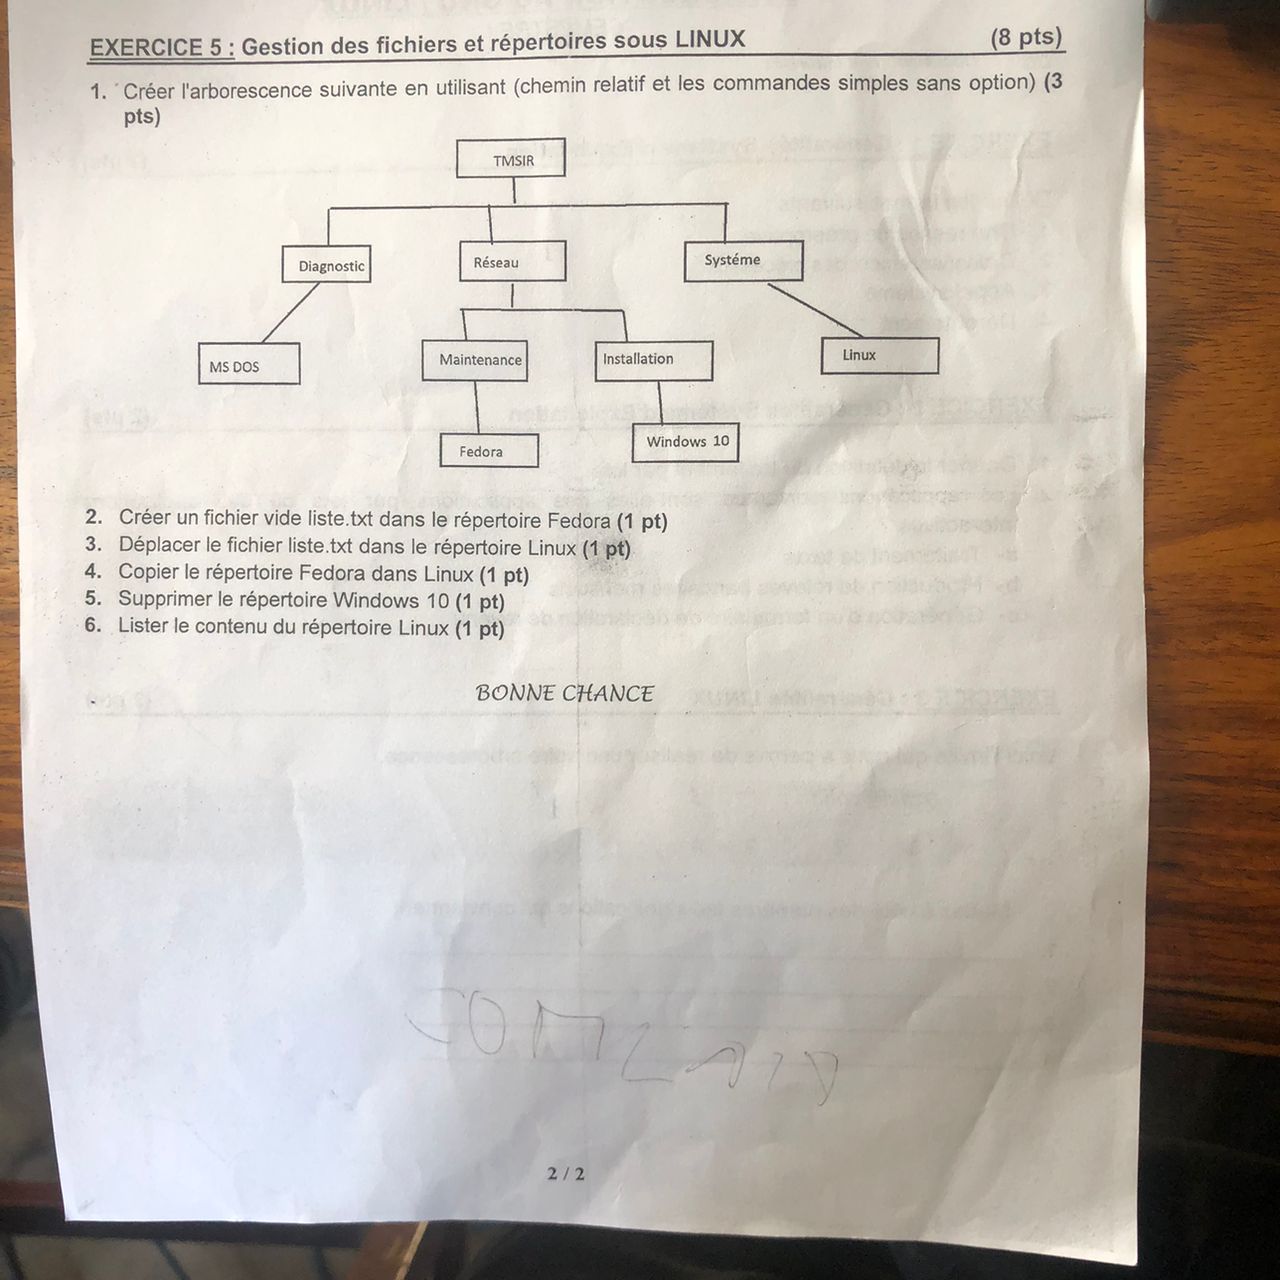 EXERCICE 5 : Gestion des fichiers et répertoires sous LINUX (8 pts)
1. Créer l'arborescence suivante en utilisant (chemin relatif et les commandes simples sans option) (3
pts)
TMSIR
Diagnostic Réseau Systéme
MS DOS Maintenance Installation Linux
Fedora Windows 10
2. Créer un fichier vide liste.txt dans le répertoire Fedora (1 pt)
3. Déplacer le fichier liste.txt dans le répertoire Linux (1 pt)
4. Copier le répertoire Fedora dans Linux (1 pt)
5. Supprimer le répertoire Windows 10 (1 pt)
6. Lister le contenu du répertoire Linux (1 pt)
BONNE CHANCE
2 / 2